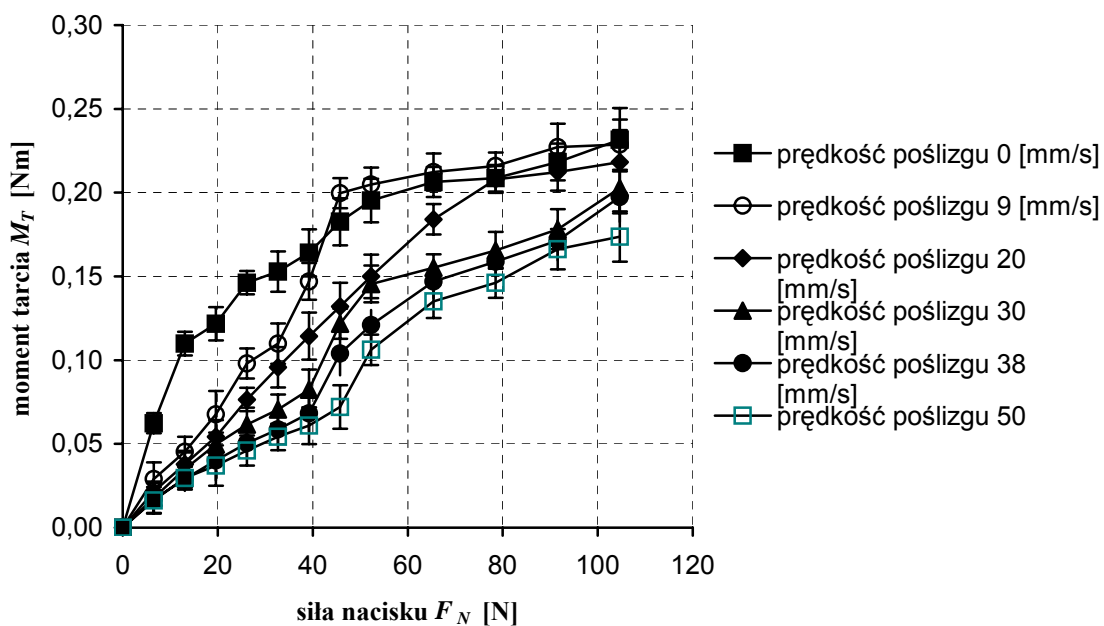 0,30
0,25
0,20
0,15
0,10
0,05
0,00
moment tarcia M_T [Nm]
0 20 40 60 80 100 120
siła nacisku F_N [N]
prędkość poślizgu 0 [mm/s]
prędkość poślizgu 9 [mm/s]
prędkość poślizgu 20
[mm/s]
prędkość poślizgu 30
[mm/s]
prędkość poślizgu 38
[mm/s]
prędkość poślizgu 50